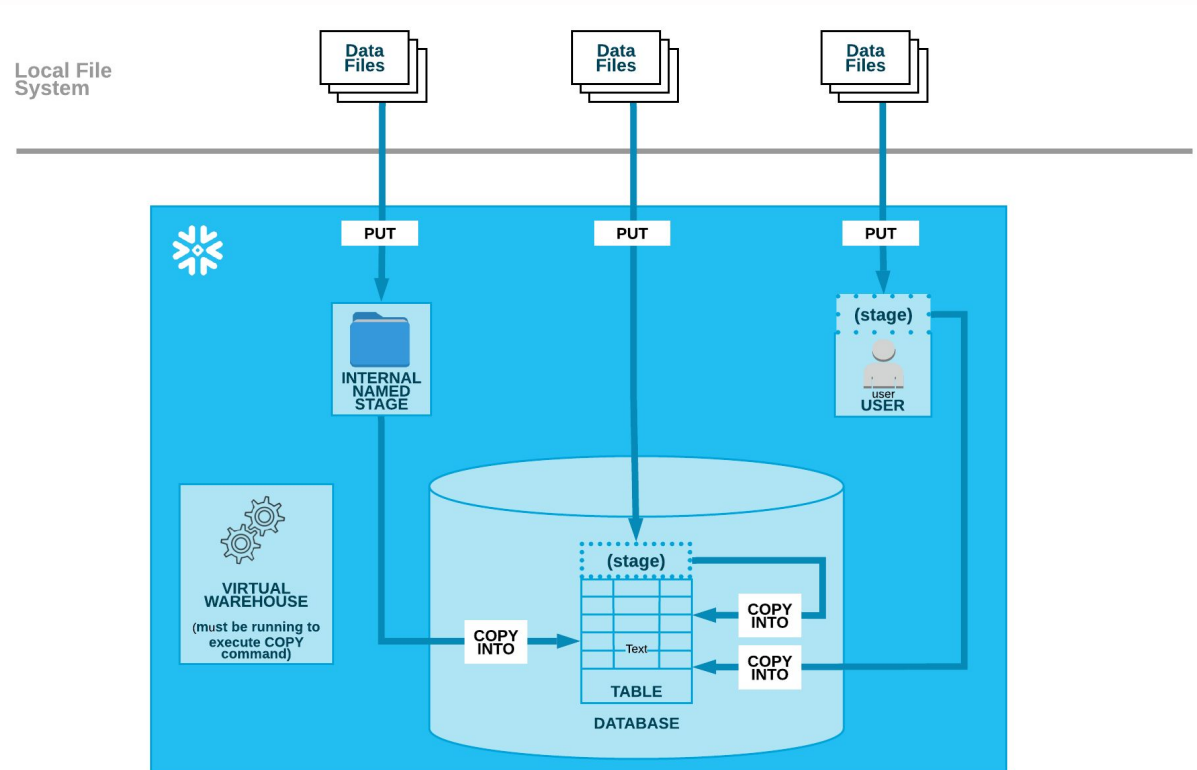 Data
Files
Data
Files
Data
Files
Local File
System
PUT
PUT
PUT
INTERNAL
NAMED
STAGE
(stage)
user
USER
VIRTUAL
WAREHOUSE
(must be running to
execute COPY
command)
(stage)
Text
TABLE
DATABASE
COPY
INTO
COPY
INTO
COPY
INTO